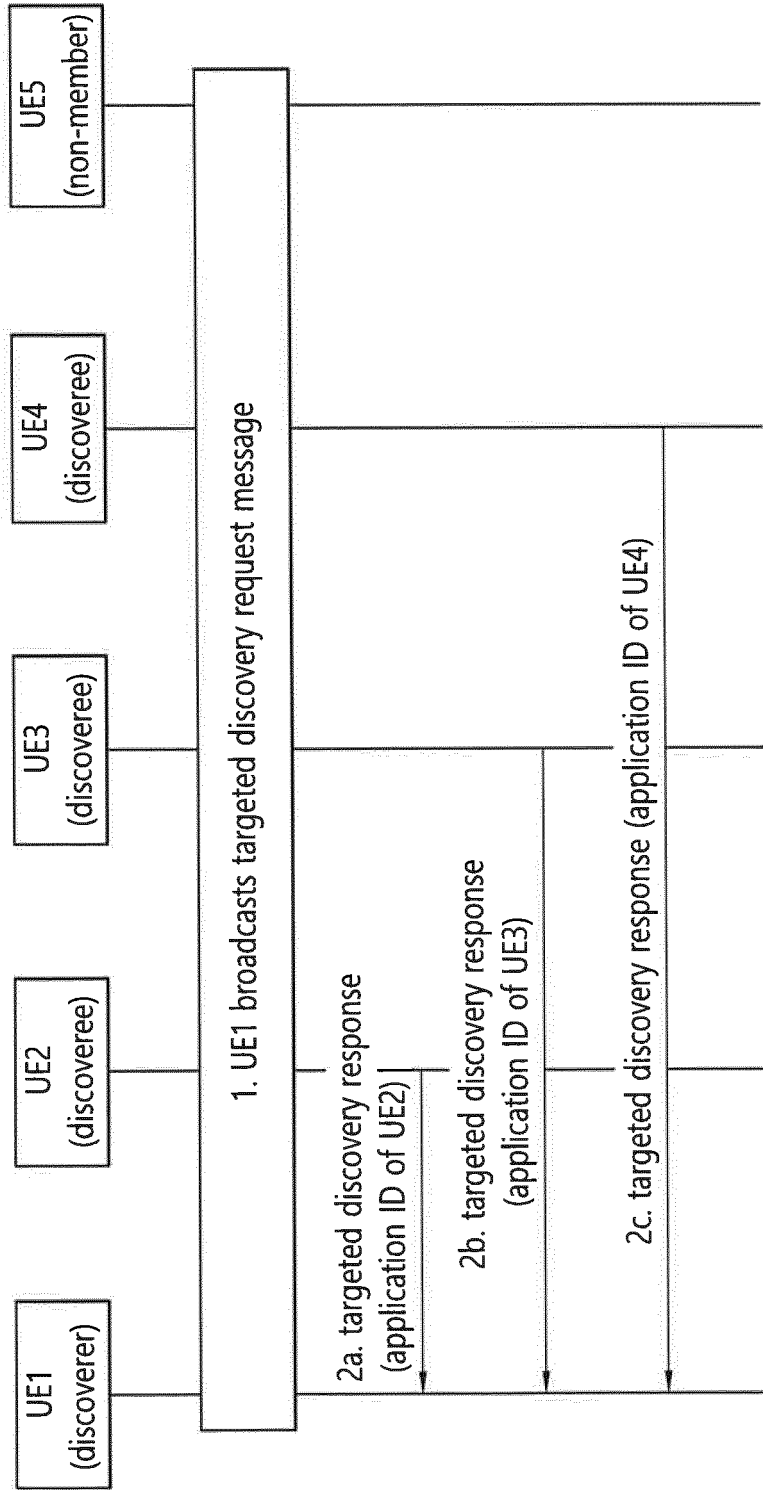 UE1
(discoverer)
UE2
(discoveree)
UE3
(discoveree)
UE4
(discoveree)
UE5
(non-member)
1. UE1 broadcasts targeted discovery request message
2a. targeted discovery response
(application ID of UE2)
2b. targeted discovery response
(application ID of UE3)
2c. targeted discovery response (application ID of UE4)